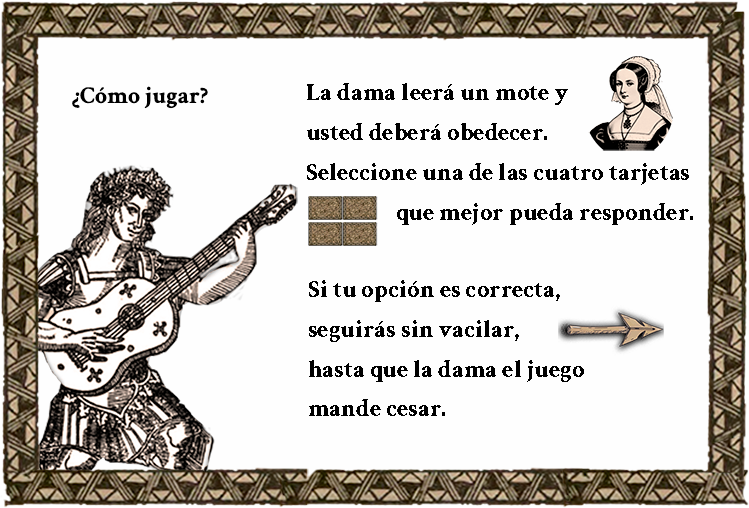 ¿Cómo jugar?
La dama leerá un mote y
usted deberá obedecer.
Seleccione una de las cuatro tarjetas
que mejor pueda responder.
Si tu opción es correcta,
seguirás sin vacilar,
hasta que la dama el juego
mande cesar.